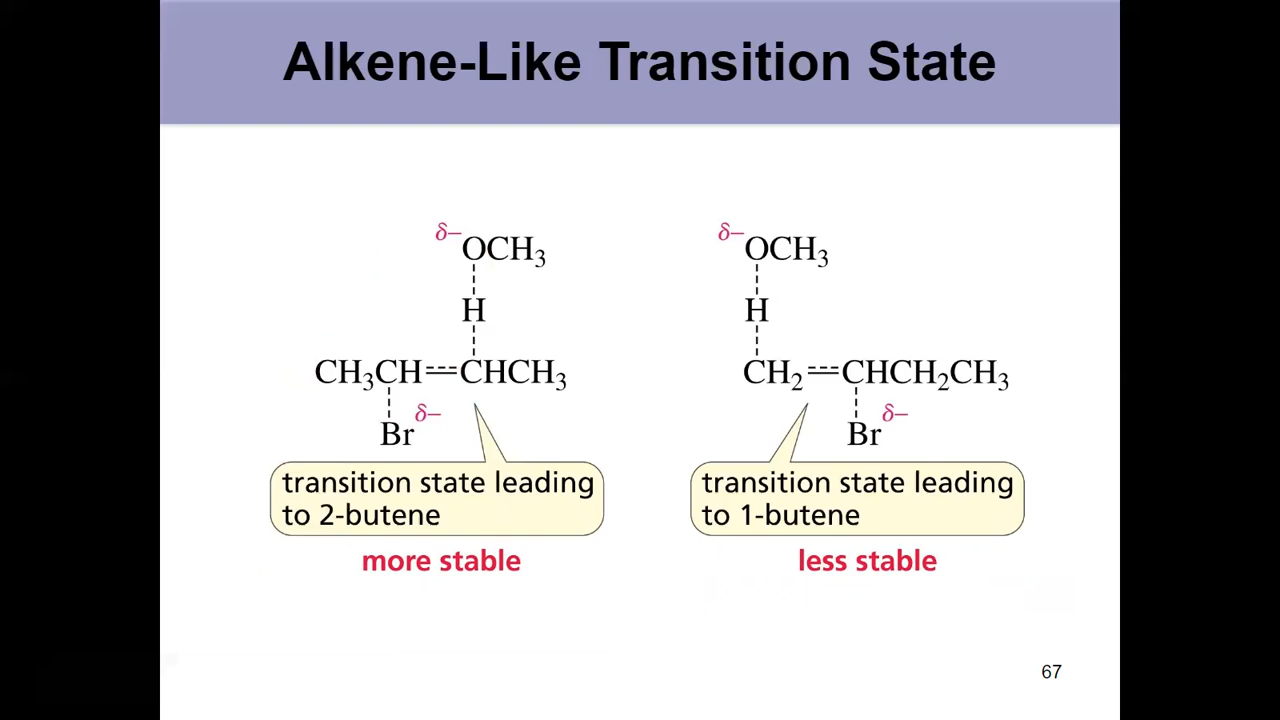 Alkene-Like Transition State
δ– δ–
OCH₃ OCH₃
H H
CH₃CH CHCH₃ CH₂ CHCH₂CH₃
Br δ– Br δ–
transition state leading
to 2-butene
more stable
transition state leading
to 1-butene
less stable
67